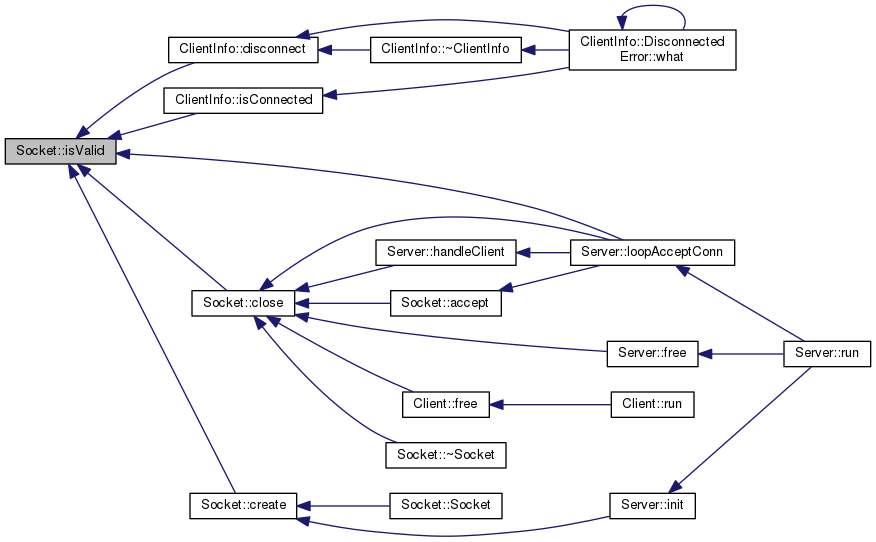 ClientInfo::disconnect
ClientInfo::~ClientInfo
ClientInfo::Disconnected
Error::what
ClientInfo::isConnected
Socket::isValid
Server::handleClient
Server::loopAcceptConn
Socket::close
Socket::accept
Server::free
Server::run
Client::free
Client::run
Socket::~Socket
Socket::create
Socket::Socket
Server::init